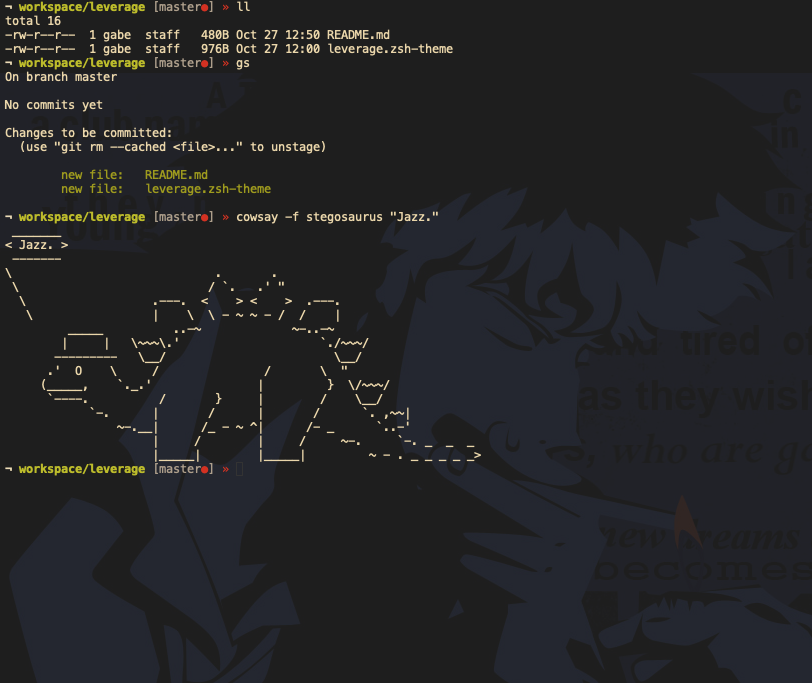 ¬ workspace/leverage [master●] » ll
total 16
-rw-r--r--  1 gabe  staff   480B Oct 27 12:50 README.md
-rw-r--r--  1 gabe  staff   976B Oct 27 12:00 leverage.zsh-theme
¬ workspace/leverage [master●] » gs
On branch master
No commits yet
Changes to be committed:
  (use "git rm --cached <file>..." to unstage)
        new file:   README.md
        new file:   leverage.zsh-theme
¬ workspace/leverage [master●] » cowsay -f stegosaurus "Jazz."
< Jazz. >
¬ workspace/leverage [master●] »
and tired of
as they wish
who are ga
new dreams
becomes